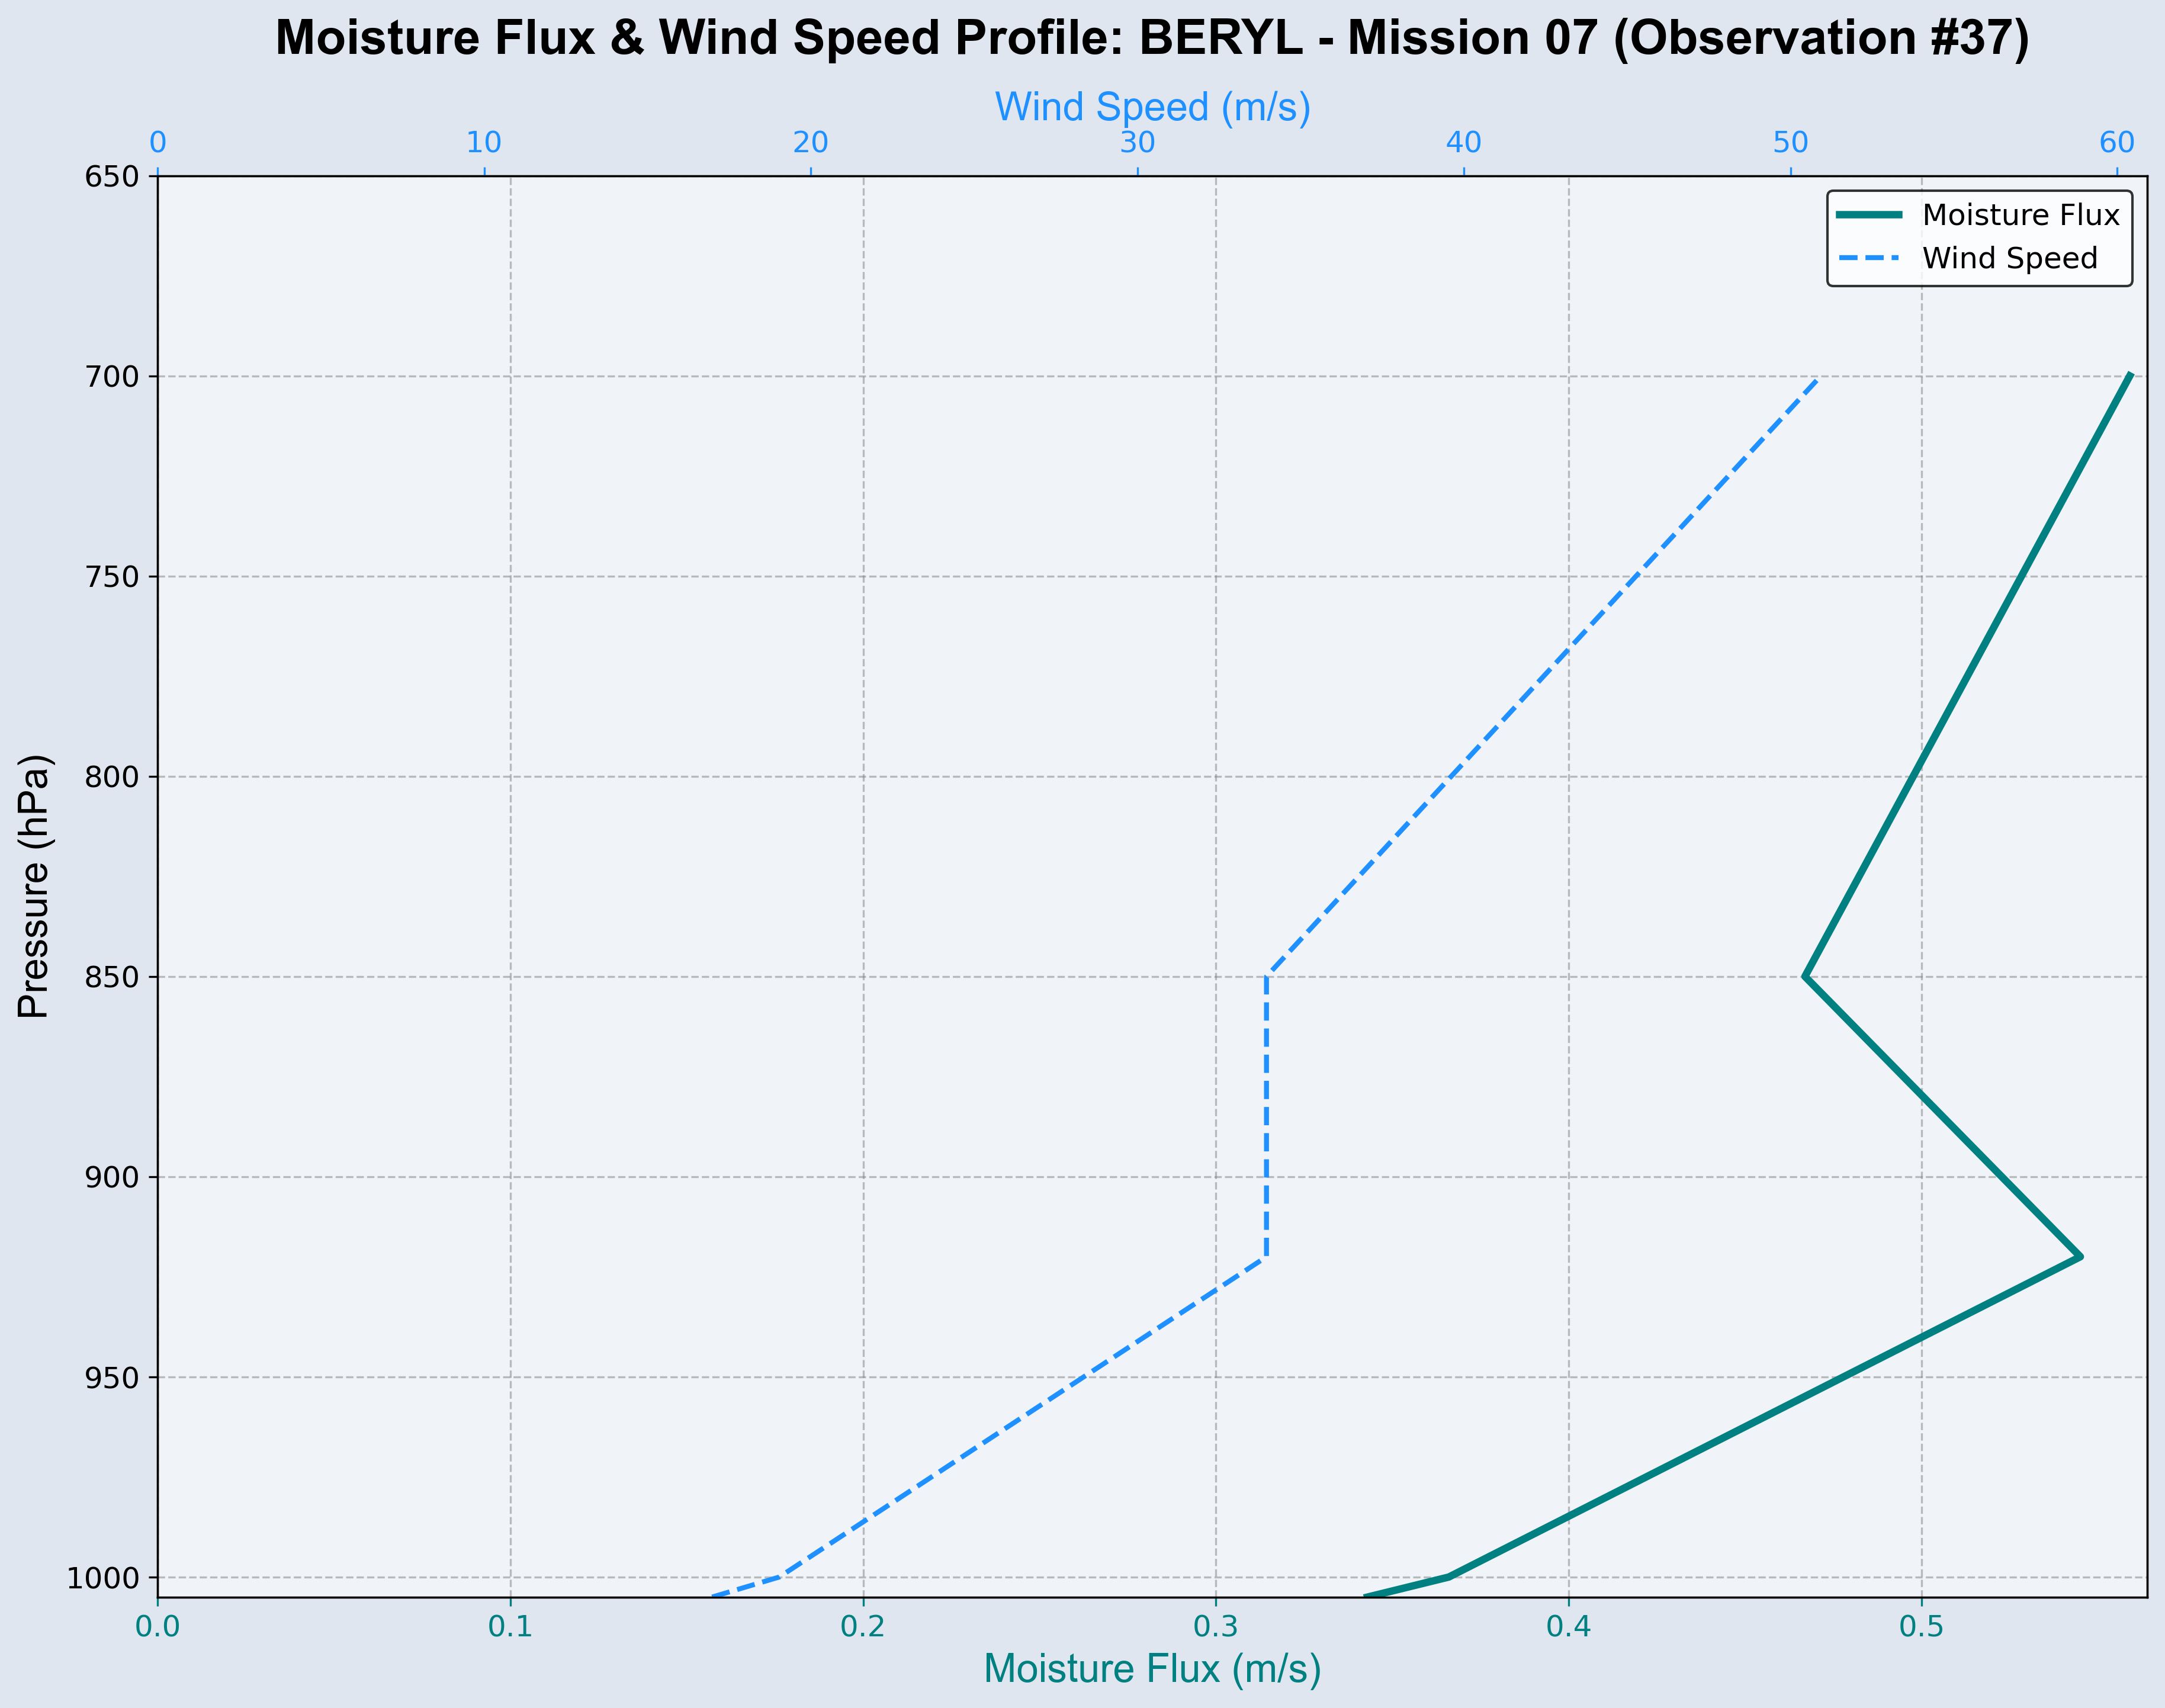 Moisture Flux & Wind Speed Profile: BERYL - Mission 07 (Observation #37)
Wind Speed (m/s)
0 10 20 30 40 50 60
Moisture Flux
Wind Speed
Pressure (hPa)
650
700
750
800
850
900
950
1000
0.0 0.1 0.2 0.3 0.4 0.5
Moisture Flux (m/s)